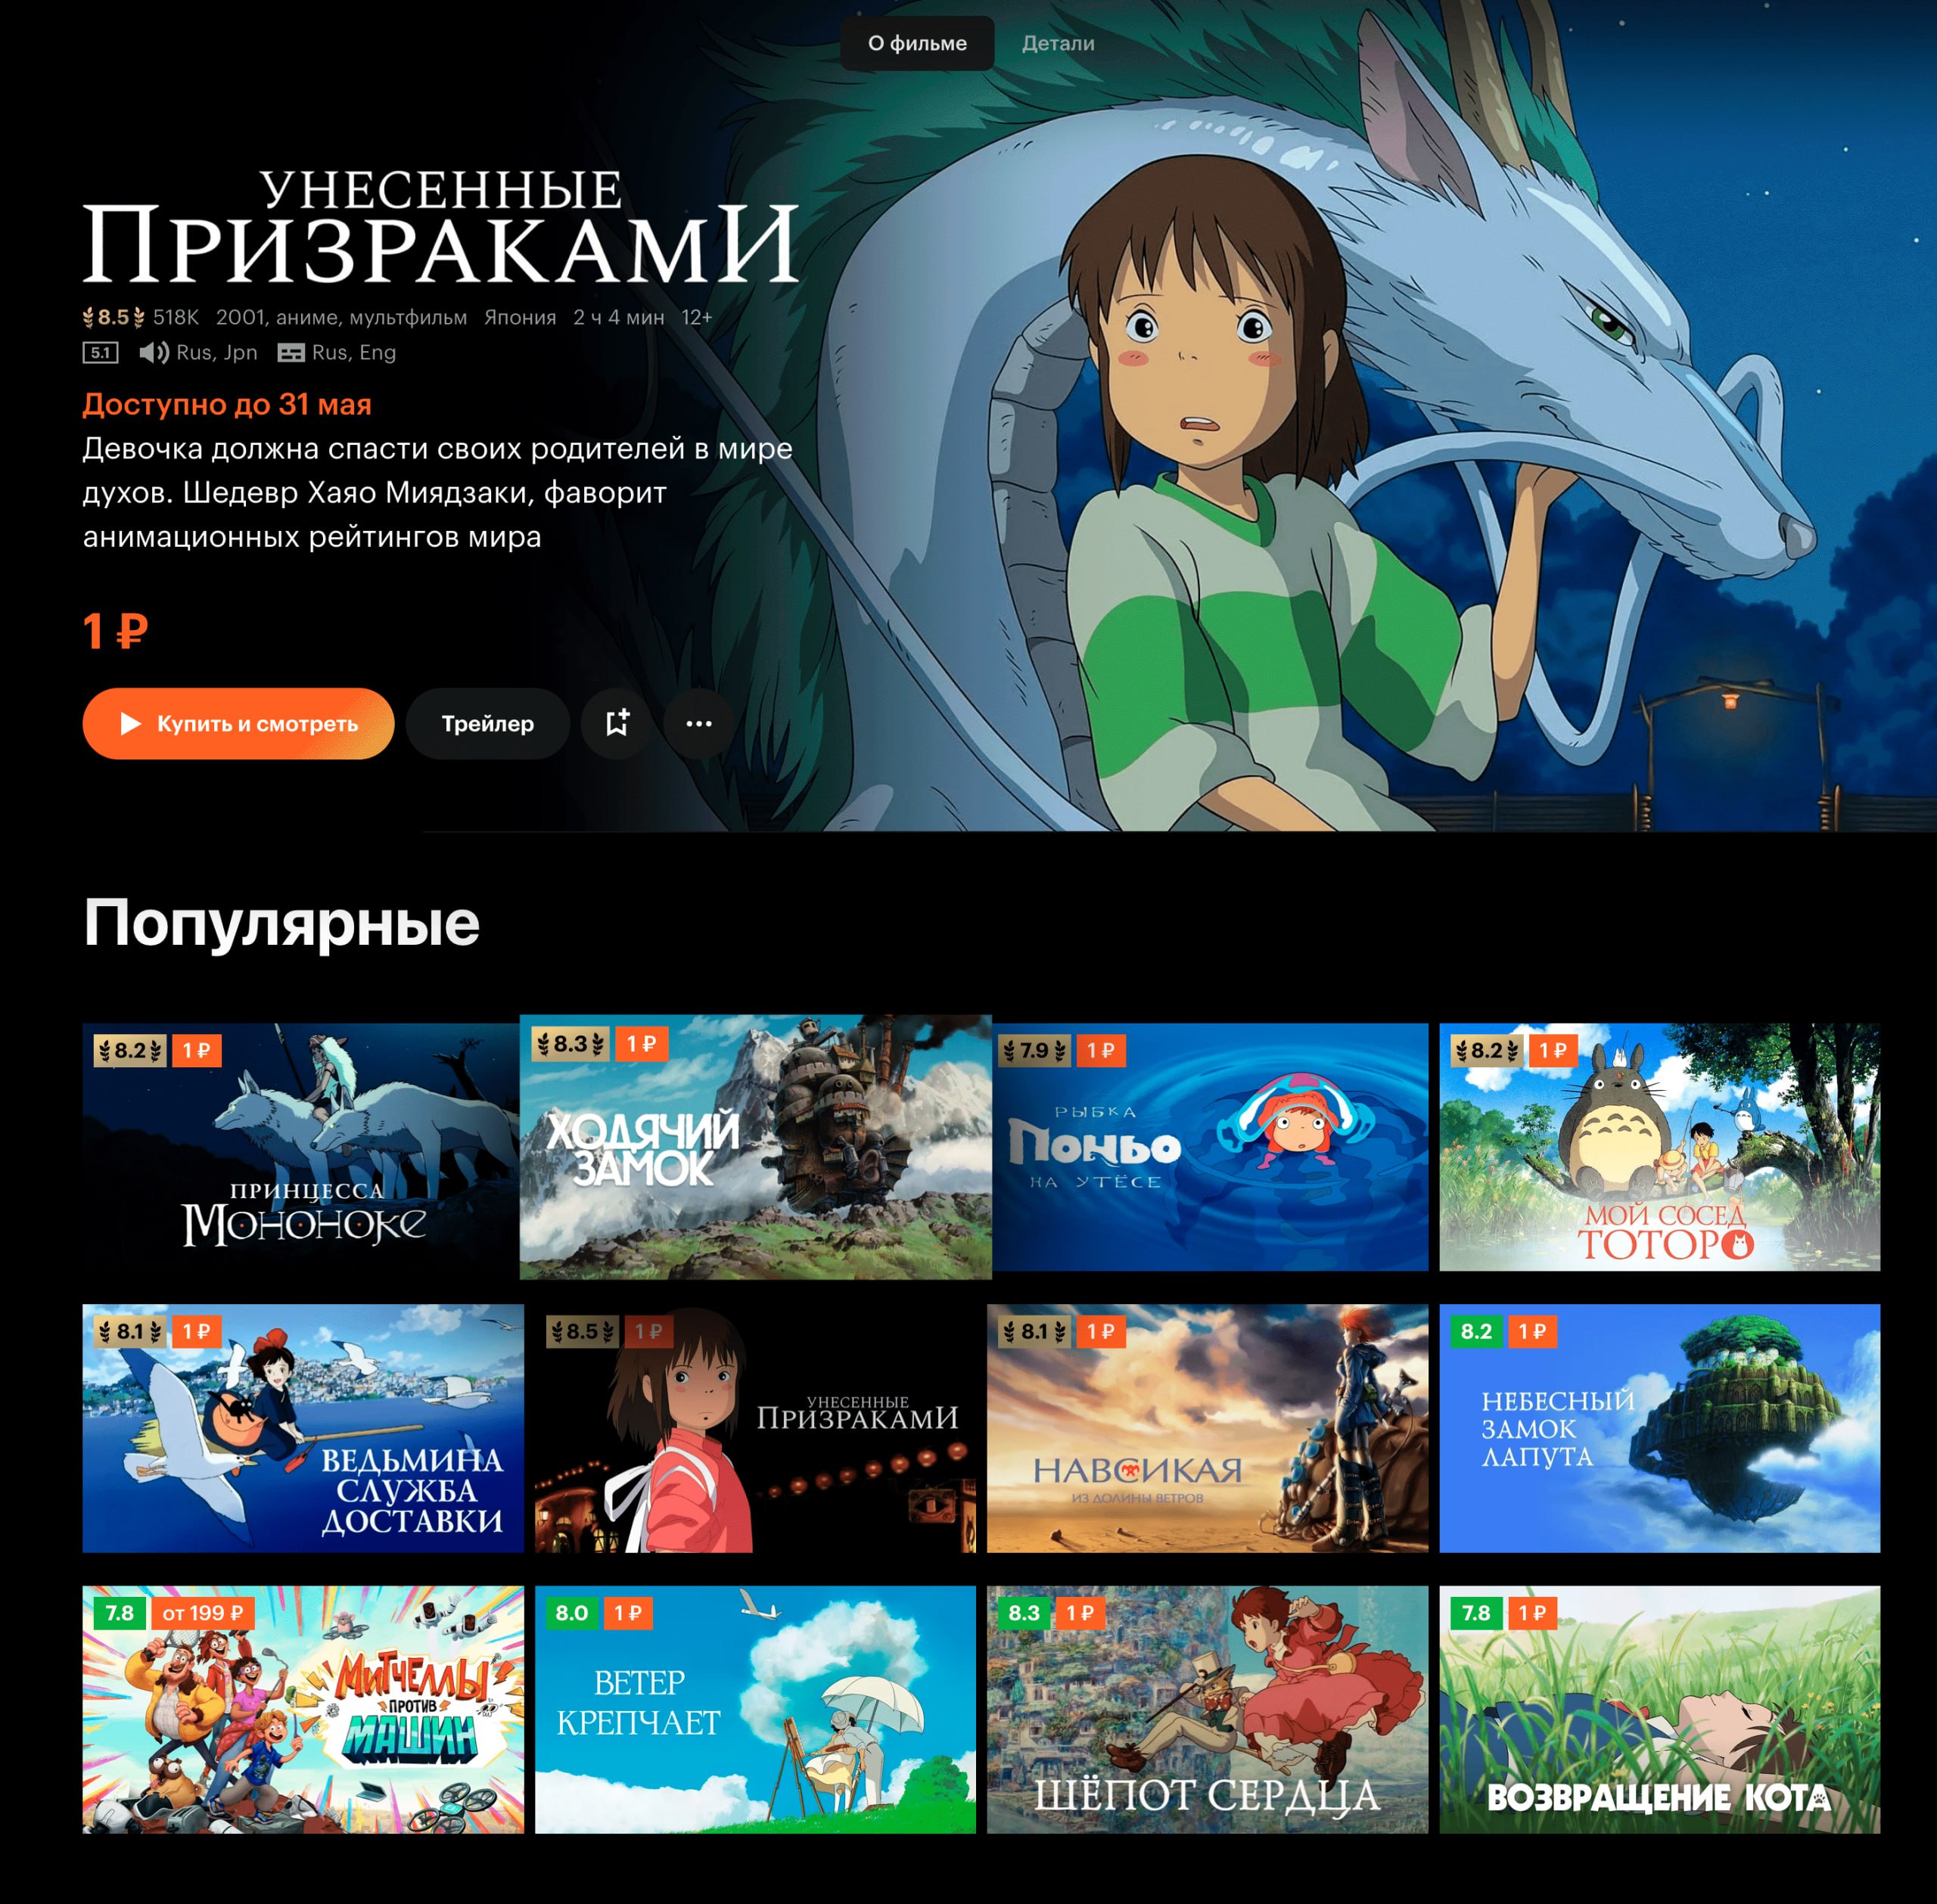 О фильме Детали
УНЕСЕННЫЕ
ПРИЗРАКАМИ
8.5 518K 2001, аниме, мультфильм Япония 2 ч 4 мин 12+
5.1 Rus, Jpn Rus, Eng
Доступно до 31 мая
Девочка должна спасти своих родителей в мире
духов. Шедевр Хаяо Миядзаки, фаворит
анимационных рейтингов мира
1 ₽
Купить и смотреть Трейлер
Популярные
8.2 1 ₽
ПРИНЦЕССА
МОНОНОКЕ
8.3 1 ₽
ХОДЯЧИЙ
ЗАМОК
7.9 1 ₽
РЫБКА
ПОНЬО
НА УТЁСЕ
8.2 1 ₽
МОЙ СОСЕД
ТОТОРО
8.1 1 ₽
ВЕДЬМИНА
СЛУЖБА
ДОСТАВКИ
8.5 1 ₽
УНЕСЕННЫЕ
ПРИЗРАКАМИ
8.1 1 ₽
НАВСИКАЯ
ИЗ ДОЛИНЫ ВЕТРОВ
8.2 1 ₽
НЕБЕСНЫЙ
ЗАМОК
ЛАПУТА
7.8 от 199 ₽
МИТЧЕЛЛЫ
ПРОТИВ
МАШИН
8.0 1 ₽
ВЕТЕР
КРЕПЧАЕТ
8.3 1 ₽
ШЁПОТ СЕРДЦА
7.8 1 ₽
ВОЗВРАЩЕНИЕ КОТА